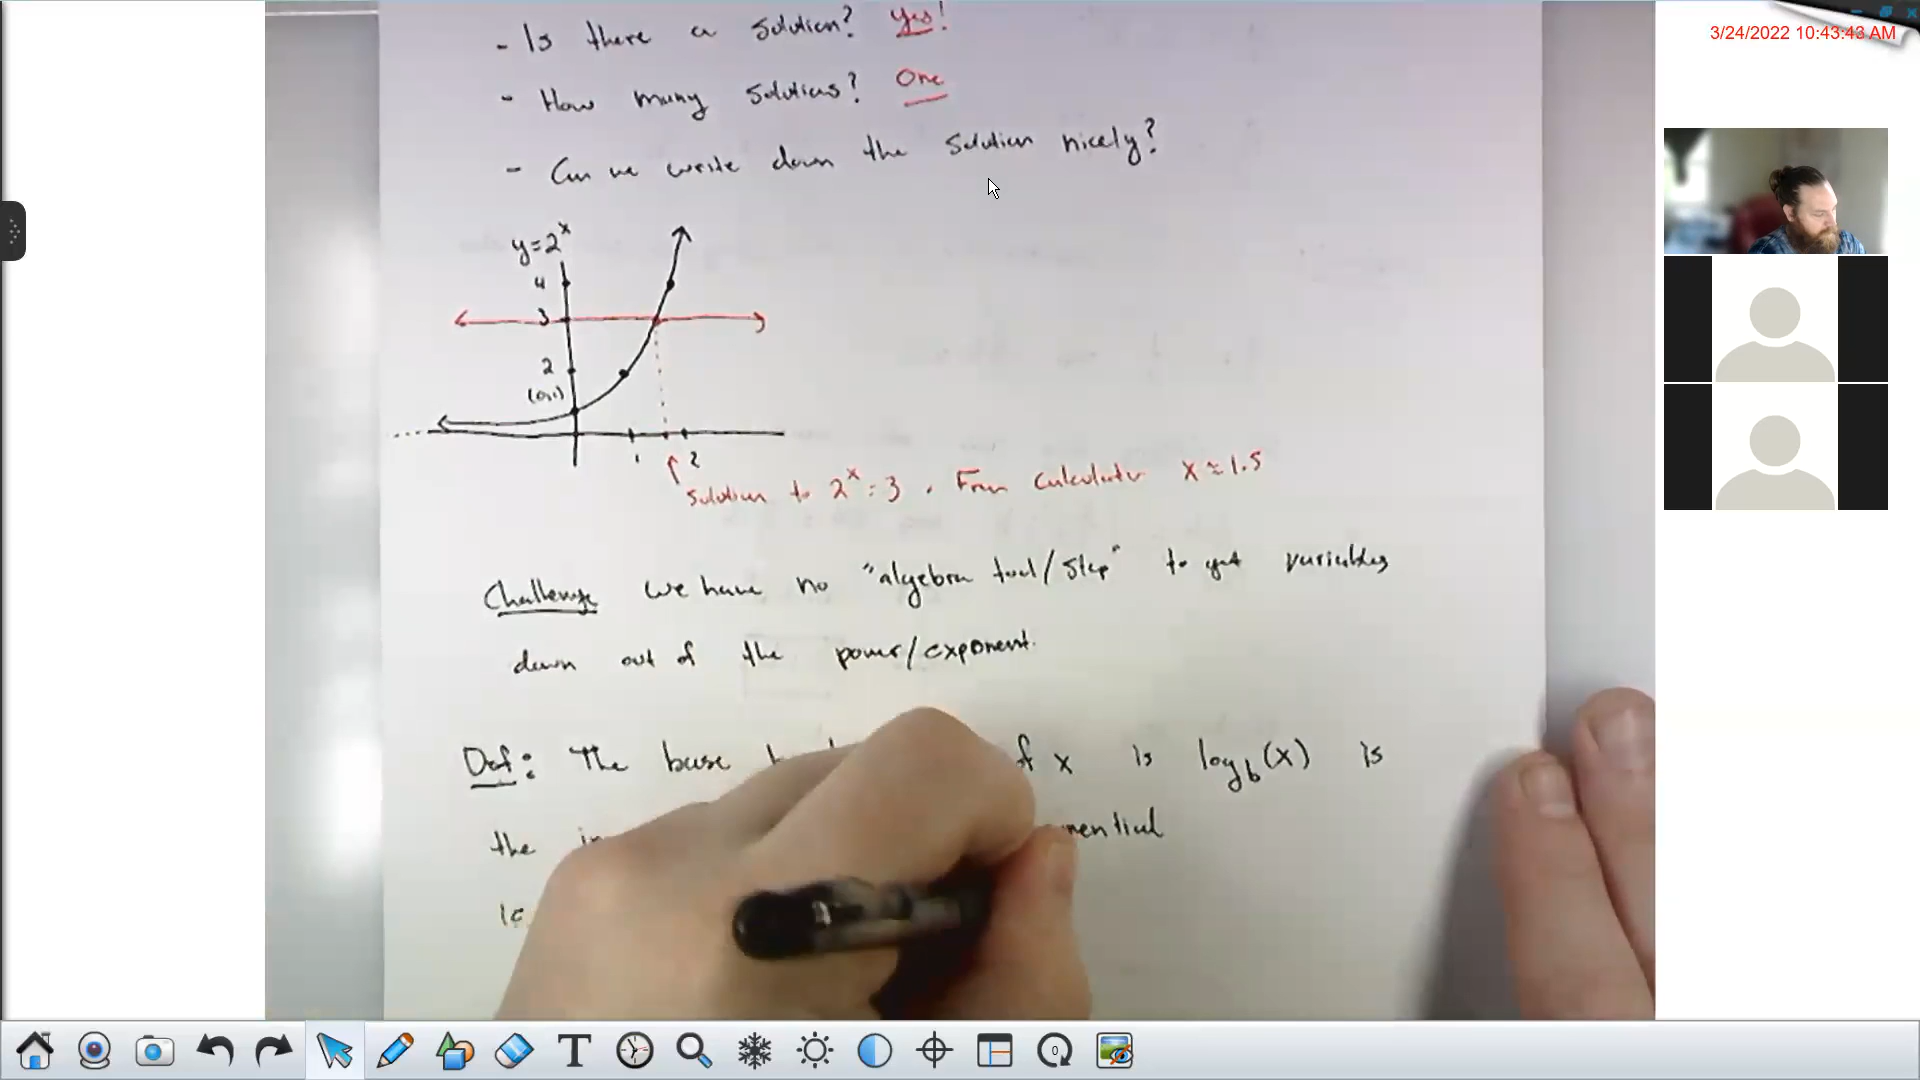 - Is there a solution? Yes!
3/24/2022 10:43:43 AM
- How many solutions? One
- Can we write down the solution nicely?
y=2^x
4
3
2
(0,1)
1 2
Solution to 2^x = 3 . From calculator x ≈ 1.5
Challenge we have no "algebra tool/step" to get variables
down out of the power/exponent.
Def: The base b of x is log_b(x) is
the